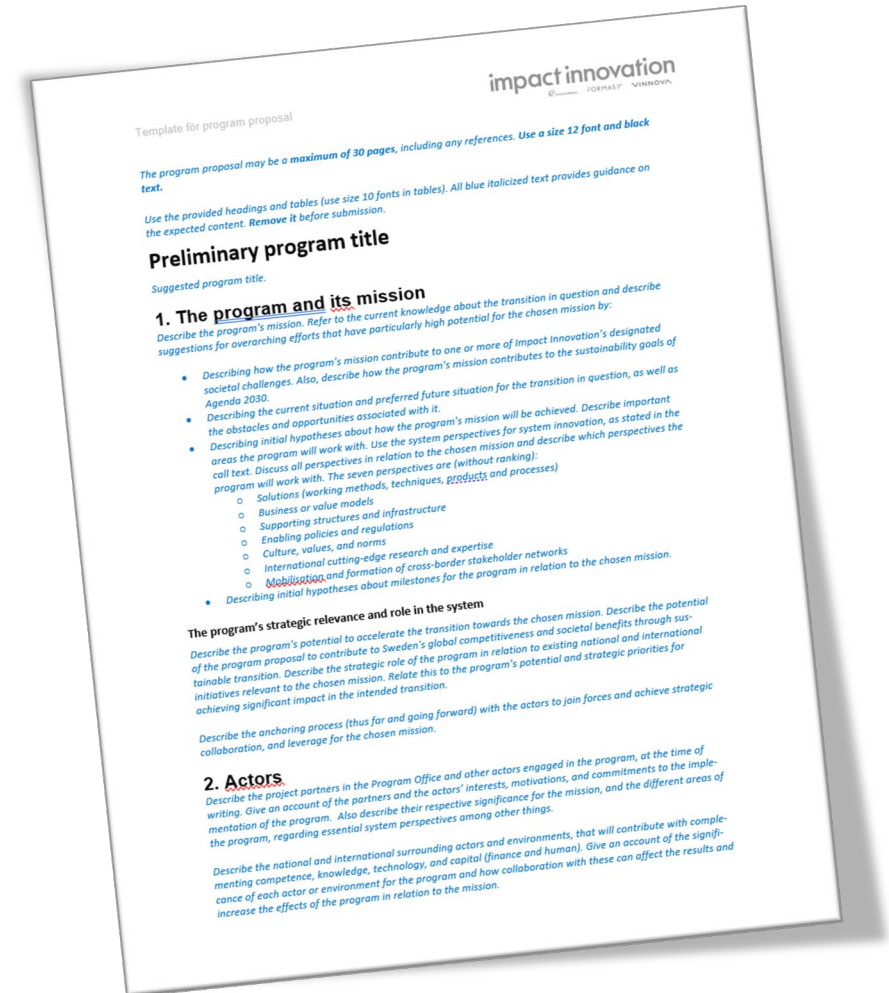 impact innovation
FORMAS VINNOVA
Template för program proposal
The program proposal may be a maximum of 30 pages, including any references. Use a size 12 font and black
text.
Use the provided headings and tables (use size 10 fonts in tables). All blue italicized text provides guidance on
the expected content. Remove it before submission.
Preliminary program title
Suggested program title.
1. The program and its mission
Describe the program's mission. Refer to the current knowledge about the transition in question and describe
suggestions for overarching efforts that have particularly high potential for the chosen mission by:
• Describing how the program's mission contribute to one or more of Impact Innovation's designated
societal challenges. Also, describe how the program's mission contributes to the sustainability goals of
Agenda 2030.
• Describing the current situation and preferred future situation for the transition in question, as well as
the obstacles and opportunities associated with it.
• Describing initial hypotheses about how the program's mission will be achieved. Describe important
areas the program will work with. Use the system perspectives for system innovation, as stated in the
call text. Discuss all perspectives in relation to the chosen mission and describe which perspectives the
program will work with. The seven perspectives are (without ranking):
o Solutions (working methods, techniques, products and processes)
o Business or value models
o Supporting structures and infrastructure
o Enabling policies and regulations
o Culture, values, and norms
o International cutting-edge research and expertise
o Mobilisation and formation of cross-border stakeholder networks
• Describing initial hypotheses about milestones for the program in relation to the chosen mission.
The program's strategic relevance and role in the system
Describe the program's potential to accelerate the transition towards the chosen mission. Describe the potential
of the program proposal to contribute to Sweden's global competitiveness and societal benefits through sus-
tainable transition. Describe the strategic role of the program in relation to existing national and international
initiatives relevant to the chosen mission. Relate this to the program's potential and strategic priorities for
achieving significant impact in the intended transition.
Describe the anchoring process (thus far and going forward) with the actors to join forces and achieve strategic
collaboration, and leverage for the chosen mission.
2. Actors
Describe the project partners in the Program Office and other actors engaged in the program, at the time of
writing. Give an account of the partners and the actors' interests, motivations, and commitments to the imple-
mentation of the program. Also describe their respective significance for the mission, and the different areas of
the program, regarding essential system perspectives among other things.
Describe the national and international surrounding actors and environments, that will contribute with comple-
menting competence, knowledge, technology, and capital (finance and human). Give an account of the signifi-
cance of each actor or environment for the program and how collaboration with these can affect the results and
increase the effects of the program in relation to the mission.